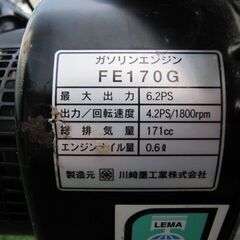 ガソリンエンジン
FE170G
最大出力 6.2PS
出力/回転速度 4.2PS/1800rpm
総排気量 171cc
エンジンオイル量 0.6ℓ
製造元 川崎重工業株式会社
LEMA